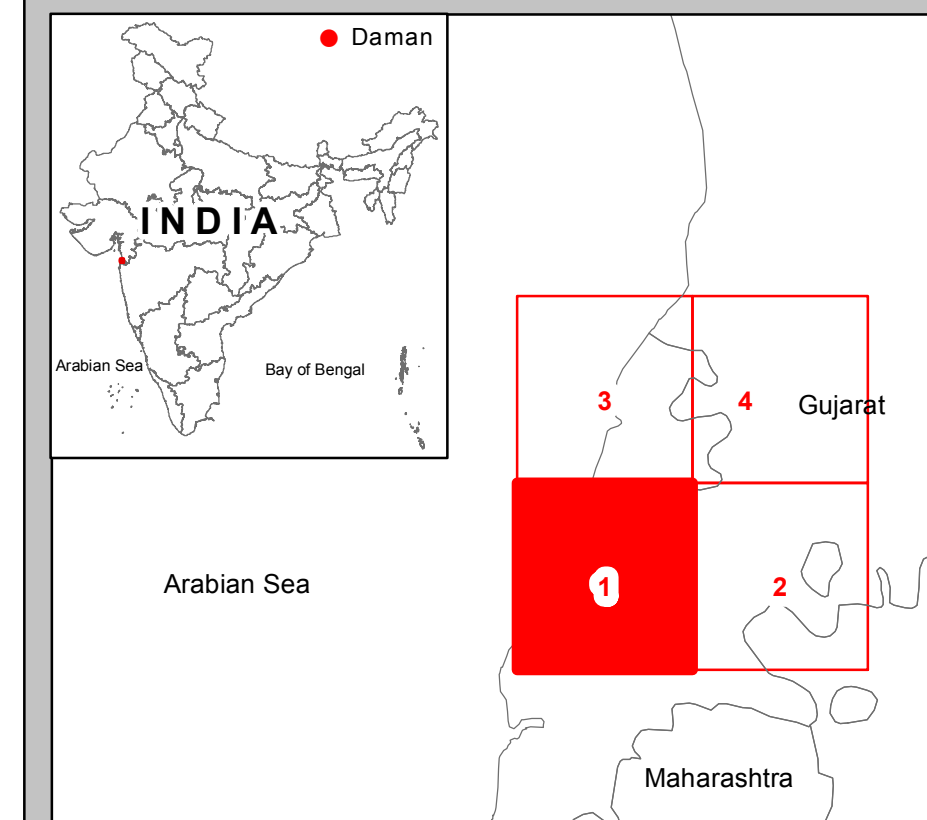 Daman
INDIA
Arabian Sea
Bay of Bengal
3
4
Gujarat
Arabian Sea
1
2
Maharashtra